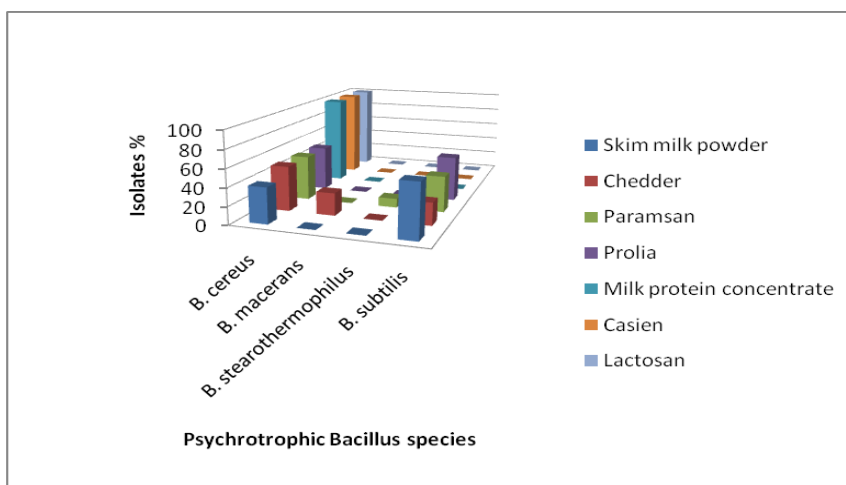 Isolates %
100
80
60
40
20
0
B. cereus
B. macerans
B. stearothermophilus
B. subtilis
Psychrotrophic Bacillus species
Skim milk powder
Chedder
Paramsan
Prolia
Milk protein concentrate
Casien
Lactosan